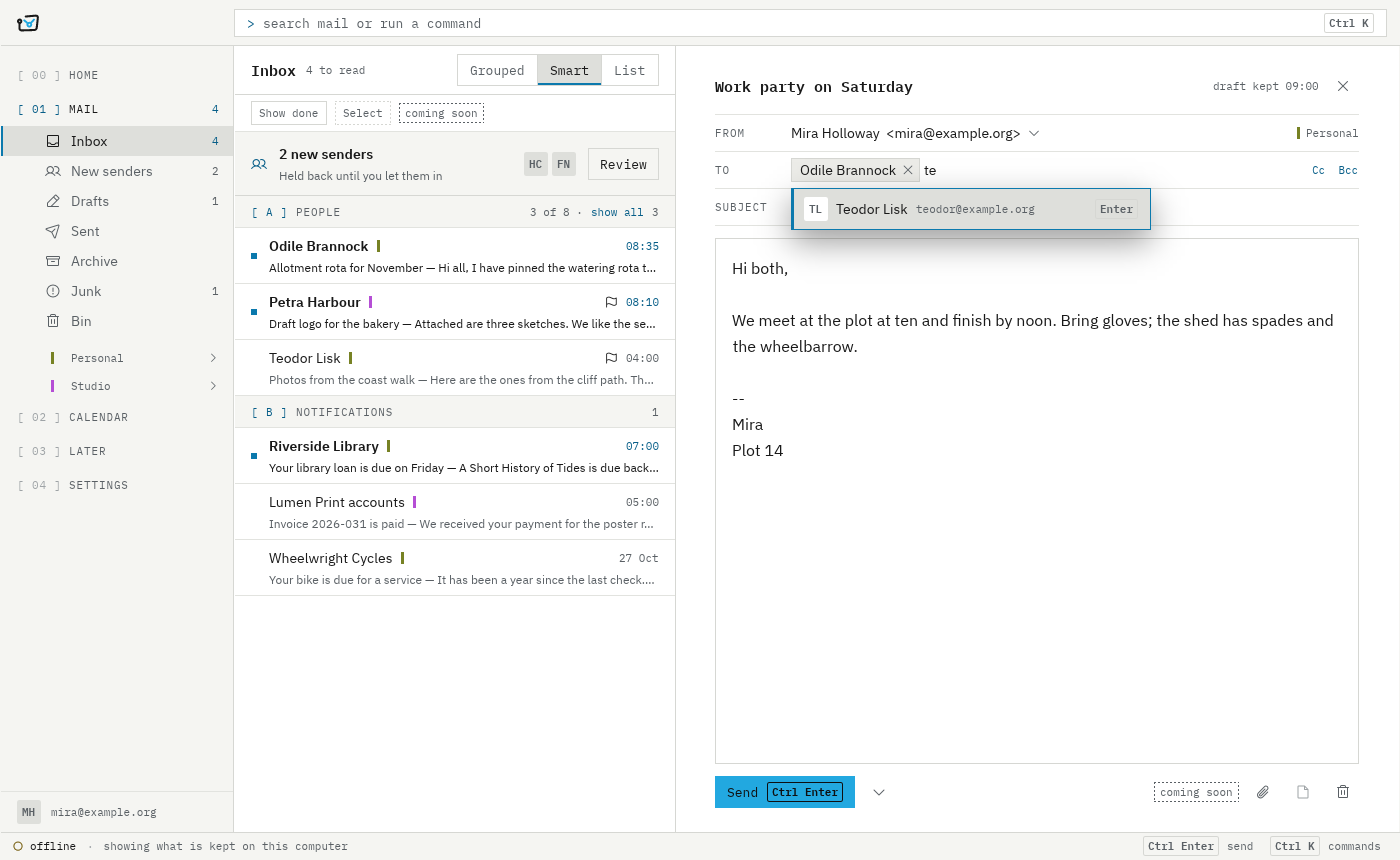 > search mail or run a command
Ctrl K
[ 00 ] HOME
[ 01 ] MAIL 4
Inbox 4
New senders 2
Drafts 1
Sent
Archive
Junk 1
Bin
Personal
Studio
[ 02 ] CALENDAR
[ 03 ] LATER
[ 04 ] SETTINGS
MH mira@example.org
Inbox 4 to read
Grouped Smart List
Show done Select coming soon
2 new senders
Held back until you let them in
HC FN Review
[ A ] PEOPLE 3 of 8 · show all 3
Odile Brannock 08:35
Allotment rota for November — Hi all, I have pinned the watering rota t…
Petra Harbour 08:10
Draft logo for the bakery — Attached are three sketches. We like the se…
Teodor Lisk 04:00
Photos from the coast walk — Here are the ones from the cliff path. Th…
[ B ] NOTIFICATIONS 1
Riverside Library 07:00
Your library loan is due on Friday — A Short History of Tides is due back…
Lumen Print accounts 05:00
Invoice 2026-031 is paid — We received your payment for the poster r…
Wheelwright Cycles 27 Oct
Your bike is due for a service — It has been a year since the last check.…
Work party on Saturday draft kept 09:00
FROM Mira Holloway <mira@example.org> Personal
TO Odile Brannock te Cc Bcc
SUBJECT
TL Teodor Lisk teodor@example.org Enter
Hi both,
We meet at the plot at ten and finish by noon. Bring gloves; the shed has spades and
the wheelbarrow.
--
Mira
Plot 14
Send Ctrl Enter
coming soon
offline · showing what is kept on this computer
Ctrl Enter send Ctrl K commands